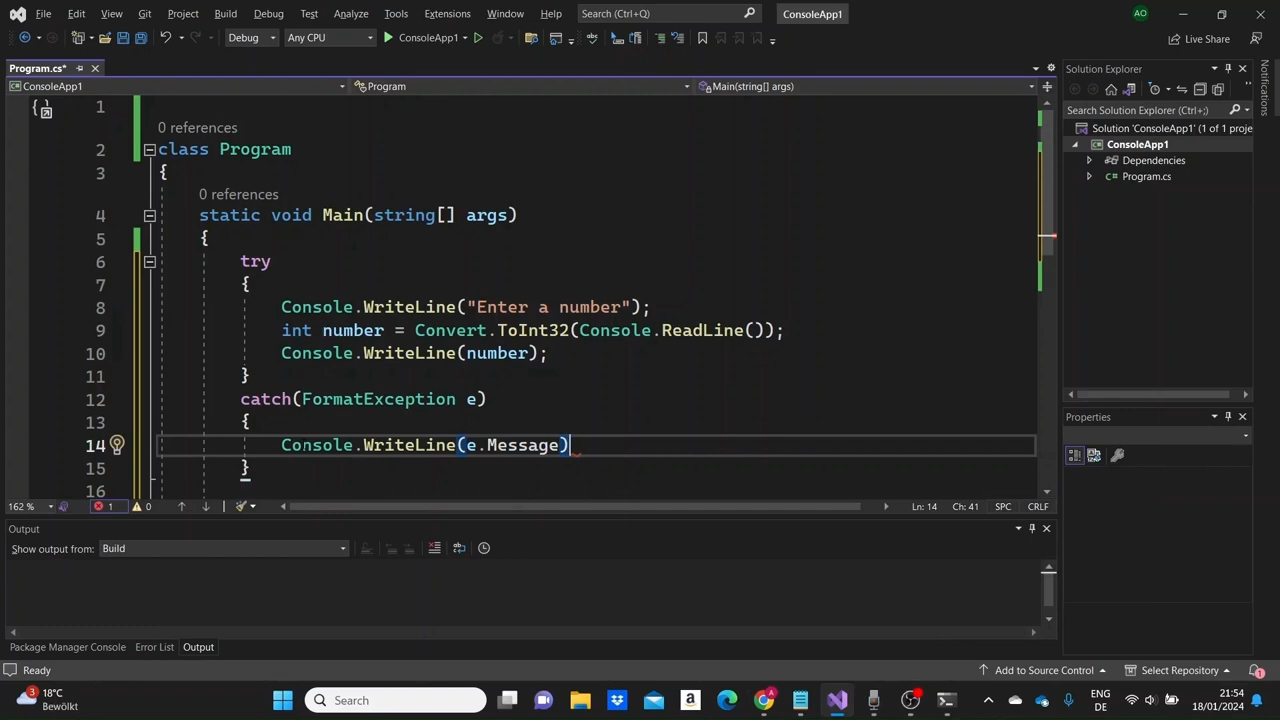 File Edit View Git Project Build Debug Test Analyze Tools Extensions Window Help Search (Ctrl+Q) ConsoleApp1 AO
Debug Any CPU ConsoleApp1 Live Share
Program.cs*
ConsoleApp1 Program Main(string[] args)
1
0 references
2 class Program
3 {
0 references
4 static void Main(string[] args)
5 {
6 try
7 {
8 Console.WriteLine("Enter a number");
9 int number = Convert.ToInt32(Console.ReadLine());
10 Console.WriteLine(number);
11 }
12 catch(FormatException e)
13 {
14 Console.WriteLine(e.Message)
15 }
16
162 % 1 0 Ln: 14 Ch: 41 SPC CRLF
Output
Show output from: Build
Package Manager Console Error List Output
Solution Explorer
Search Solution Explorer (Ctrl+;)
Solution 'ConsoleApp1' (1 of 1 proje
ConsoleApp1
Dependencies
Program.cs
Properties
Notifications
Ready Add to Source Control Select Repository 1
3 18°C
Bewölkt
Search
A
ENG
DE
21:54
18/01/2024